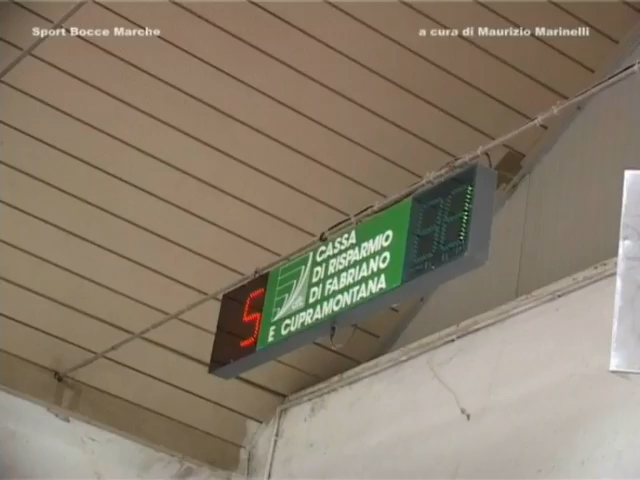 Sport Bocce Marche
a cura di Maurizio Marinelli
CASSA
DI RISPARMIO
DI FABRIANO
E CUPRAMONTANA
5